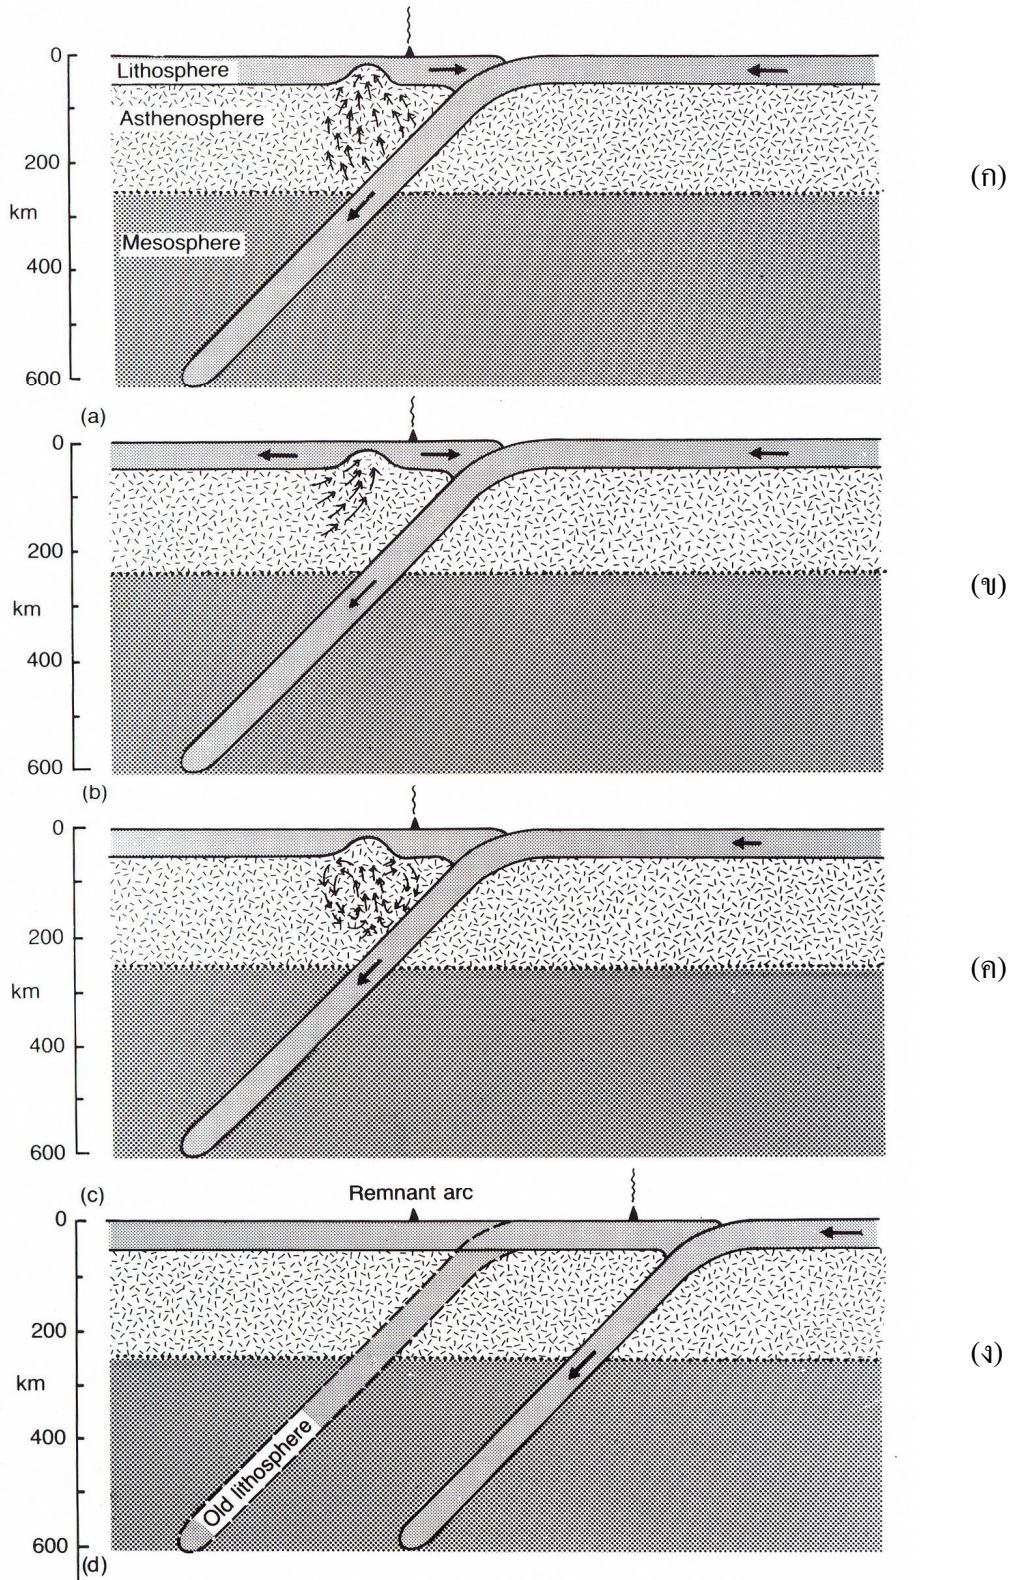 0
Lithosphere
Asthenosphere
200
(ก)
km
Mesosphere
400
600
(a)
0
200
(ข)
km
400
600
(b)
0
200
(ค)
km
400
600
(c)
Remnant arc
0
200
(ง)
km
400
Old lithosphere
600
(d)